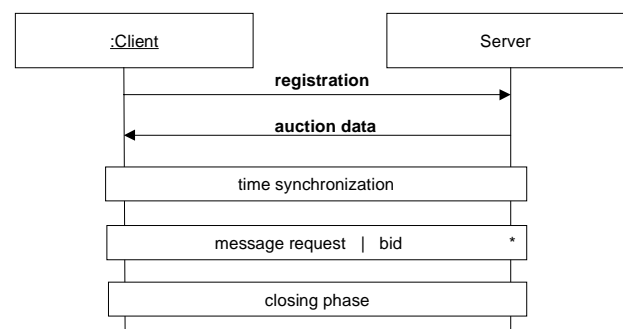 :Client
Server
registration
auction data
time synchronization
message request | bid *
closing phase